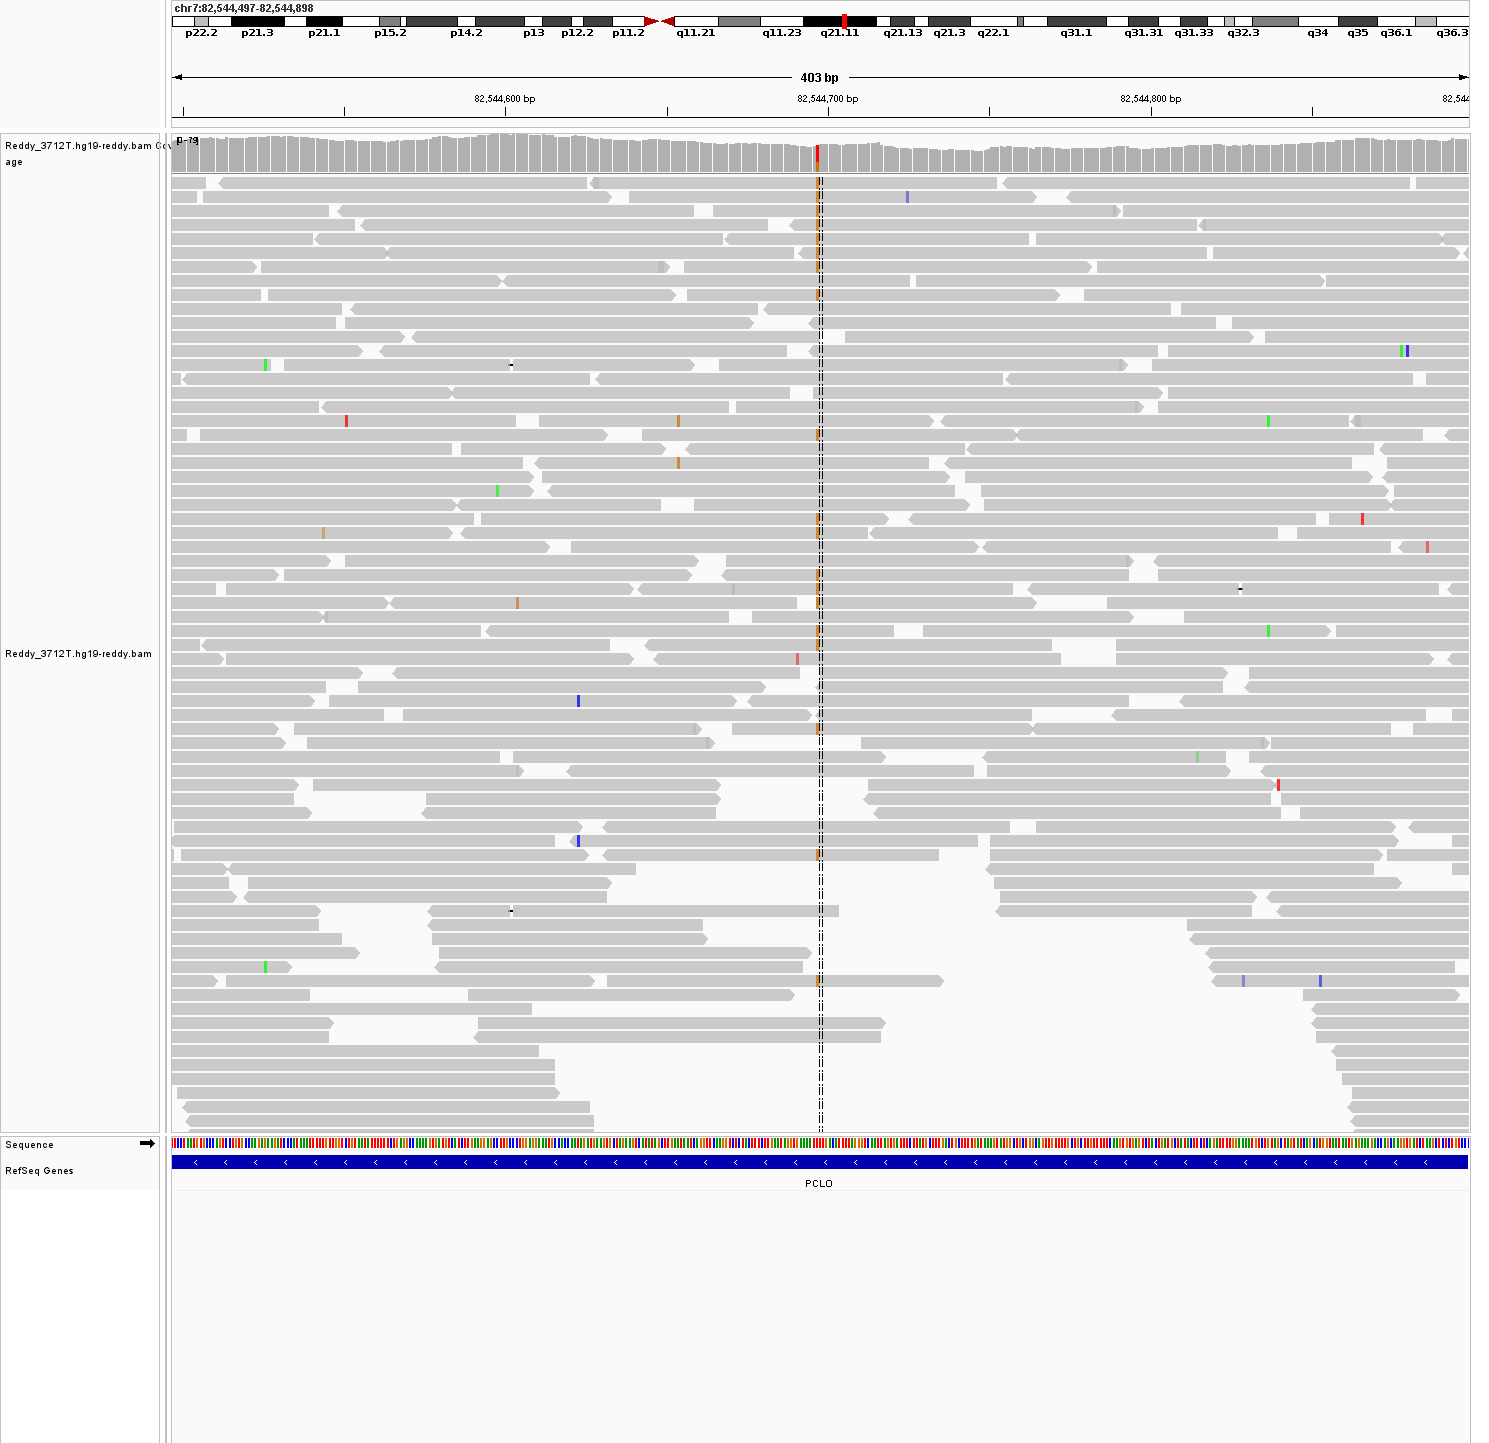 chr7:82,544,497-82,544,898
p22.2 p21.3 p21.1 p15.2 p14.2 p13 p12.2 p11.2 q11.21 q11.23 q21.11 q21.13 q21.3 q22.1 q31.1 q31.31 q31.33 q32.3 q34 q35 q36.1 q36.3
403 bp
82,544,600 bp 82,544,700 bp 82,544,800 bp 82,544
Reddy_3712T.hg19-reddy.bam Cov
age
Reddy_3712T.hg19-reddy.bam
Sequence
RefSeq Genes
PCLO